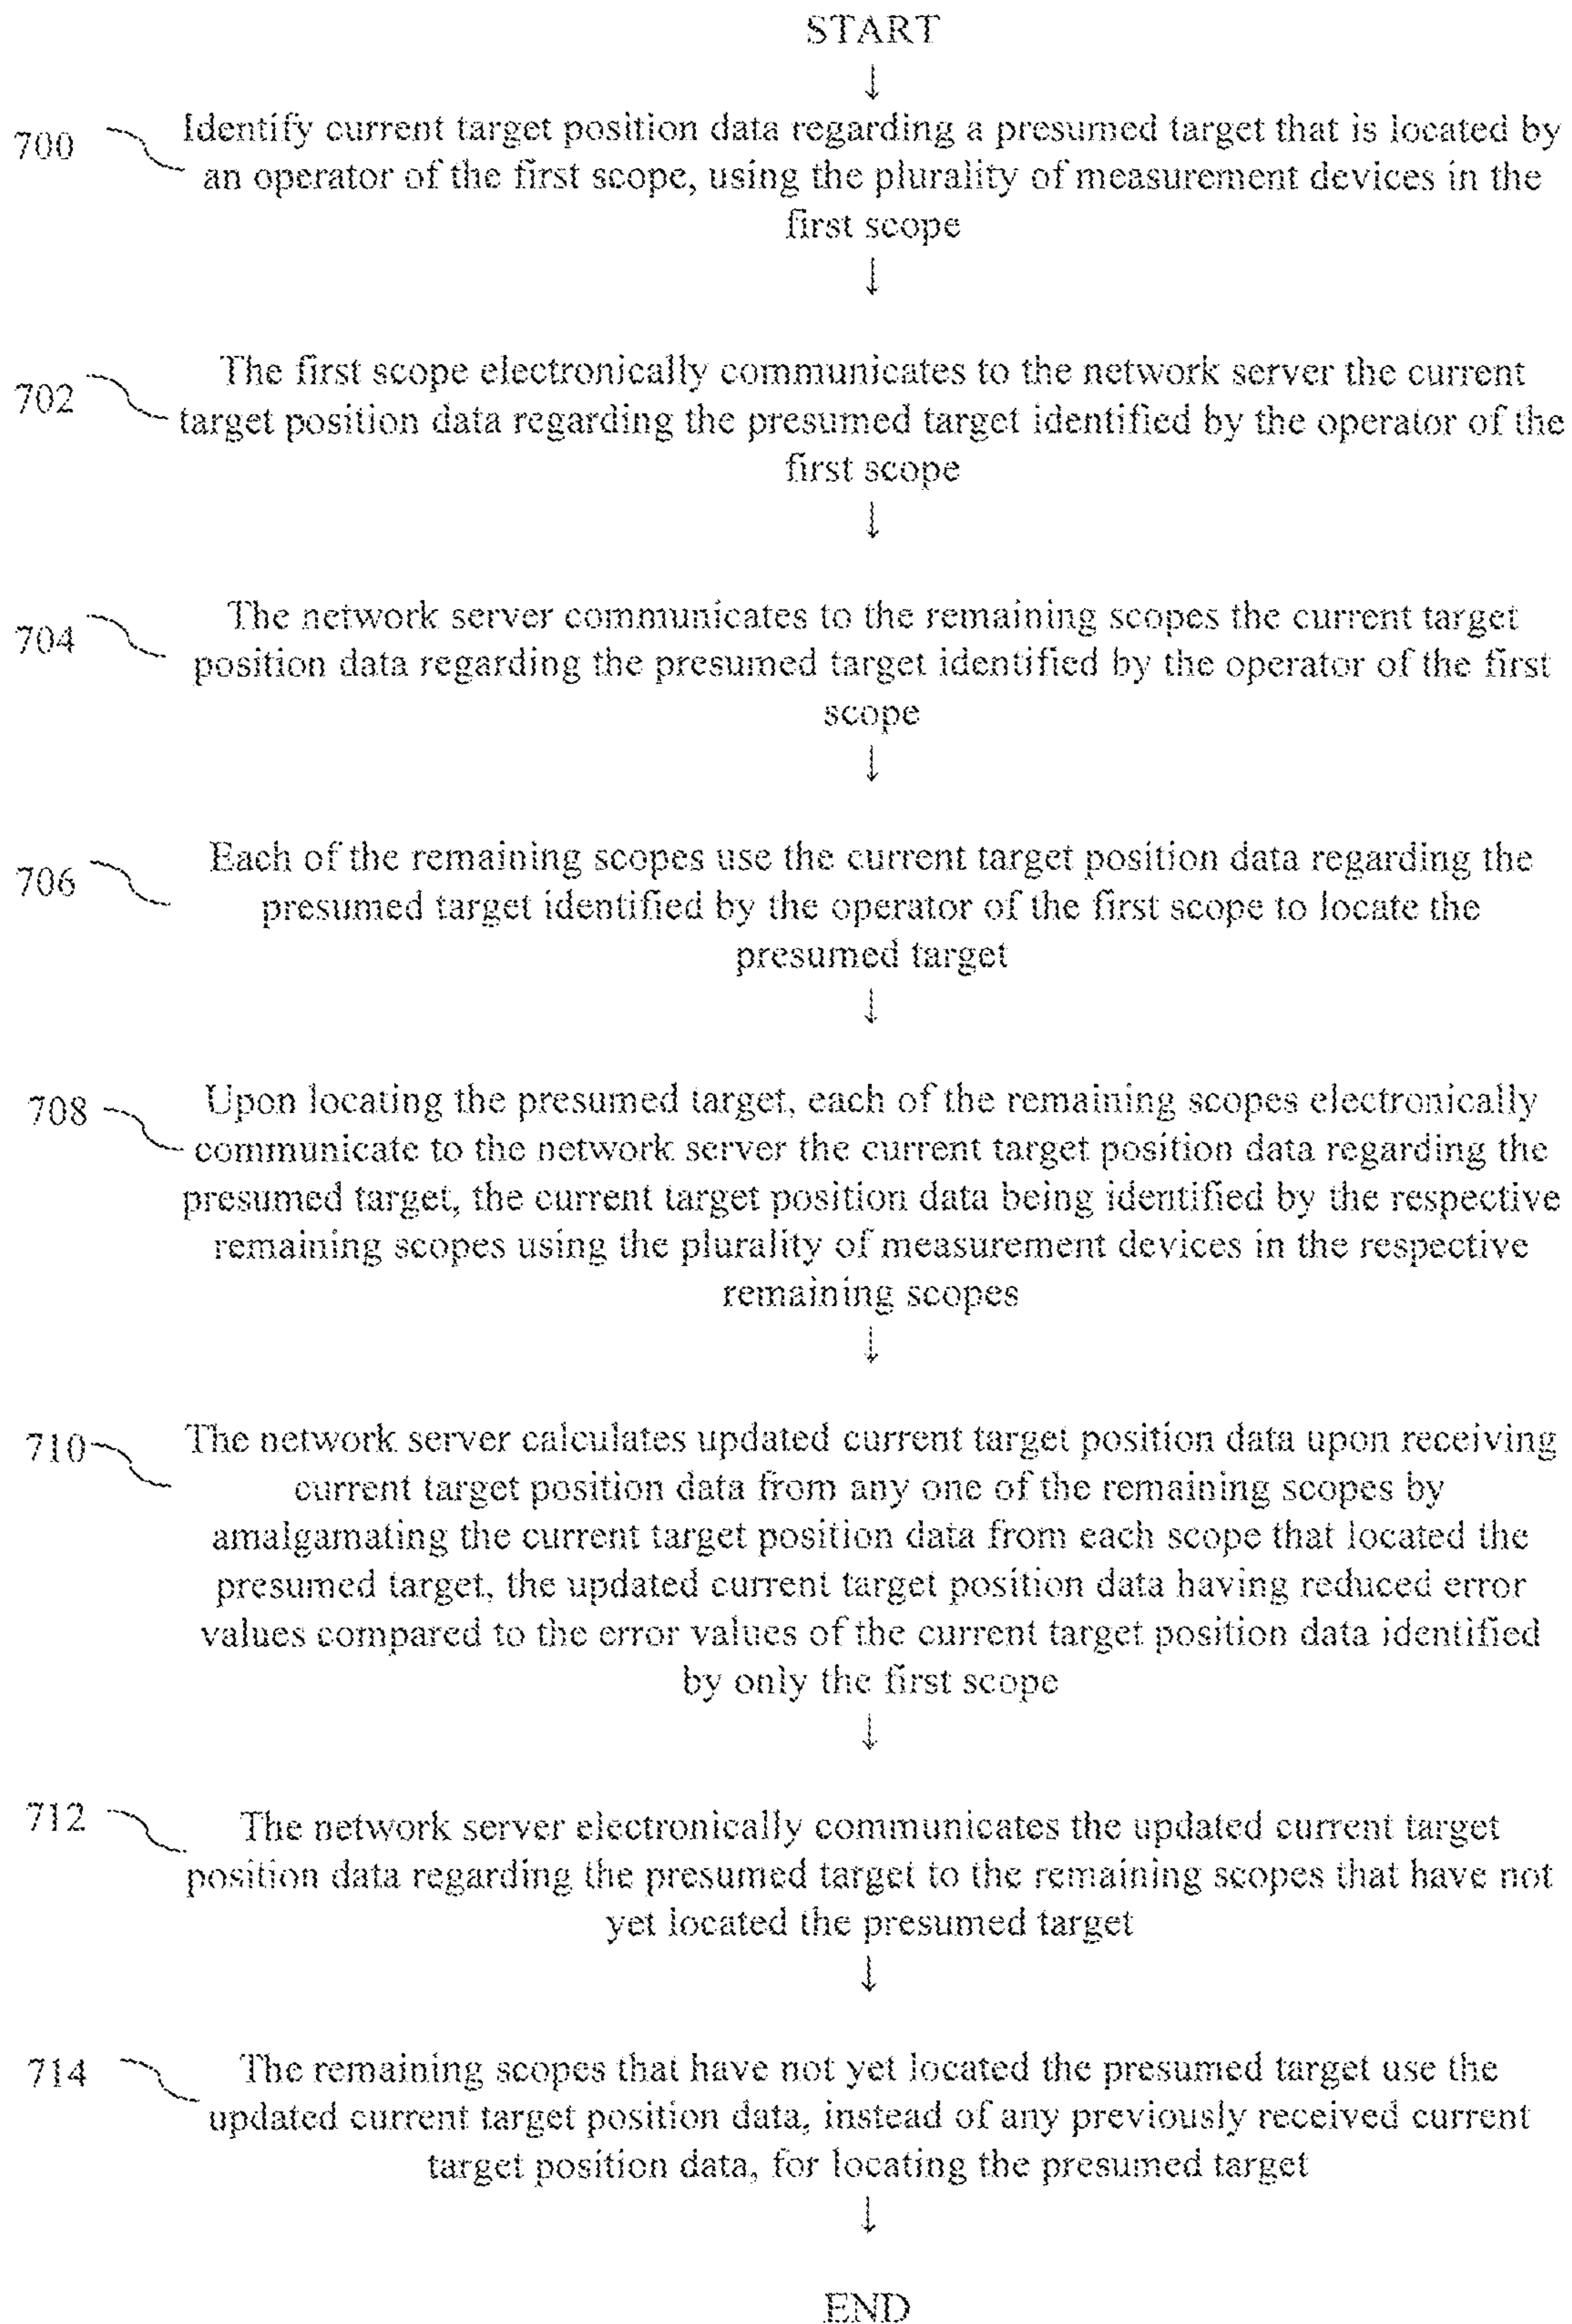 START
↓
700 Identify current target position data regarding a presumed target that is located by
an operator of the first scope, using the plurality of measurement devices in the
first scope
↓
702 The first scope electronically communicates to the network server the current
target position data regarding the presumed target identified by the operator of the
first scope
↓
704 The network server communicates to the remaining scopes the current target
position data regarding the presumed target identified by the operator of the first
scope
↓
706 Each of the remaining scopes use the current target position data regarding the
presumed target identified by the operator of the first scope to locate the
presumed target
↓
708 Upon locating the presumed target, each of the remaining scopes electronically
communicate to the network server the current target position data regarding the
presumed target, the current target position data being identified by the respective
remaining scopes using the plurality of measurement devices in the respective
remaining scopes
↓
710 The network server calculates updated current target position data upon receiving
current target position data from any one of the remaining scopes by
amalgamating the current target position data from each scope that located the
presumed target, the updated current target position data having reduced error
values compared to the error values of the current target position data identified
by only the first scope
↓
712 The network server electronically communicates the updated current target
position data regarding the presumed target to the remaining scopes that have not
yet located the presumed target
↓
714 The remaining scopes that have not yet located the presumed target use the
updated current target position data, instead of any previously received current
target position data, for locating the presumed target
↓
END